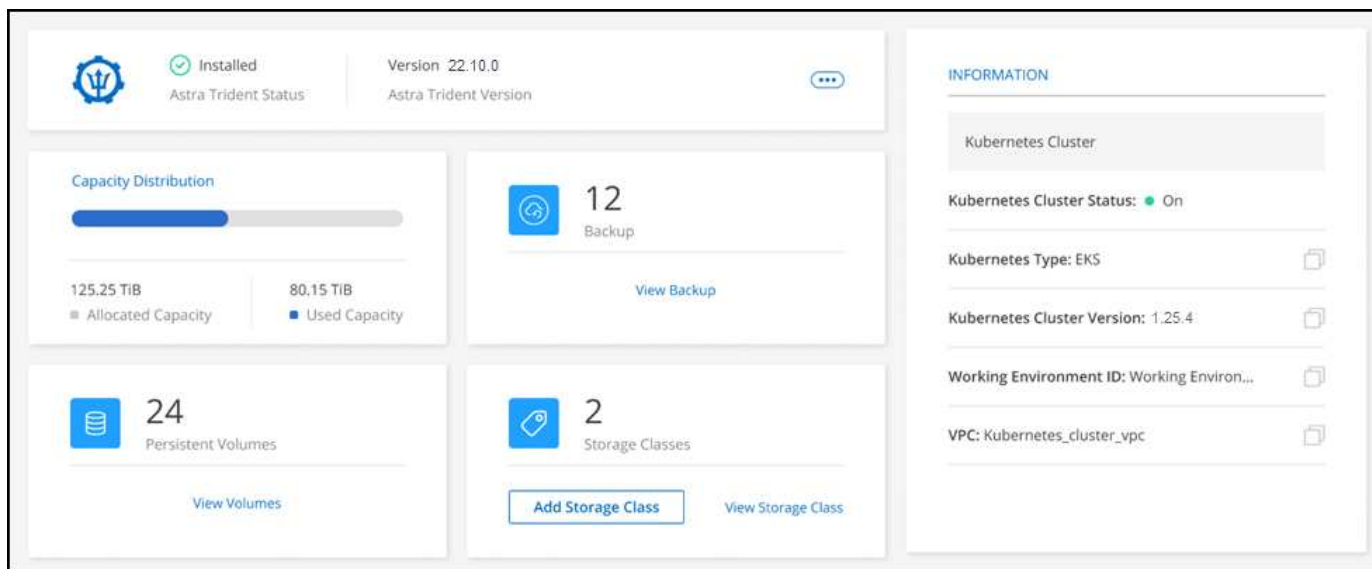 Installed
Astra Trident Status
Version 22.10.0
Astra Trident Version
Capacity Distribution
125.25 TiB
Allocated Capacity
80.15 TiB
Used Capacity
12
Backup
View Backup
24
Persistent Volumes
View Volumes
2
Storage Classes
Add Storage Class
View Storage Class
INFORMATION
Kubernetes Cluster
Kubernetes Cluster Status: On
Kubernetes Type: EKS
Kubernetes Cluster Version: 1.25.4
Working Environment ID: Working Environ...
VPC: Kubernetes_cluster_vpc